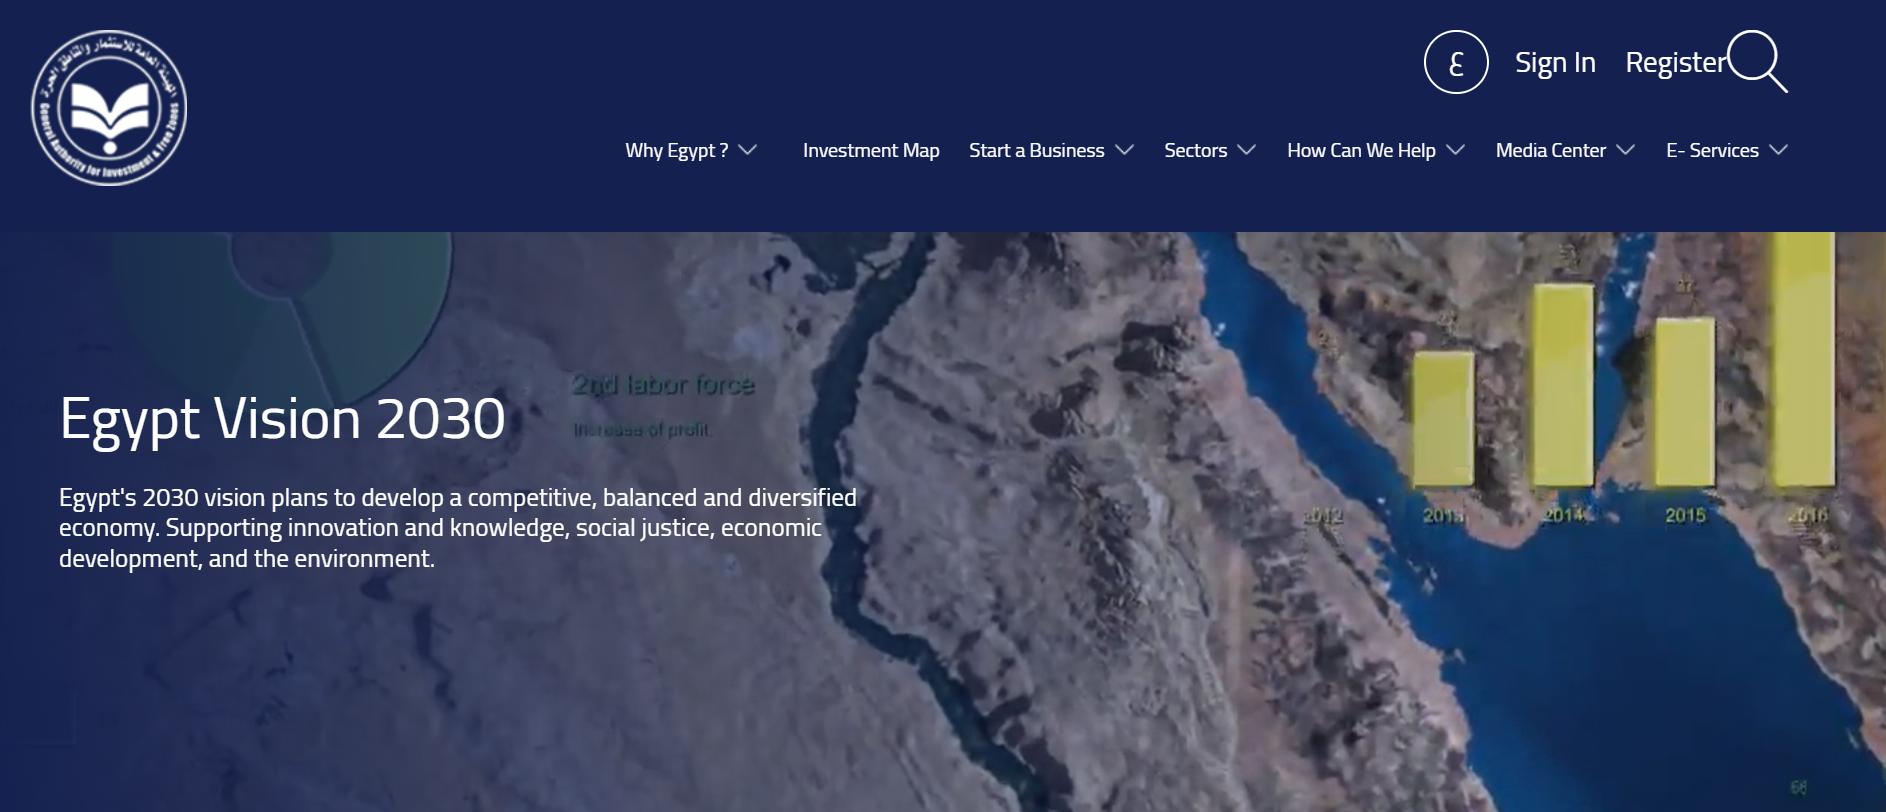 الهيئة العامة للاستثمار والمناطق الحرة
General Authority for Investment & Free Zones
ع
Sign In
Register
Why Egypt ?
Investment Map
Start a Business
Sectors
How Can We Help
Media Center
E- Services
2nd labor force
Increase of profit
Egypt Vision 2030
Egypt's 2030 vision plans to develop a competitive, balanced and diversified
economy. Supporting innovation and knowledge, social justice, economic
development, and the environment.
2012 2013 2014 2015 2016